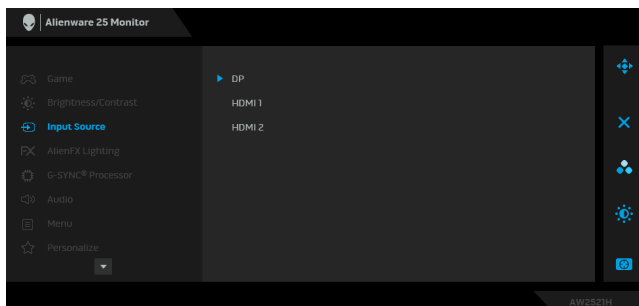 Alienware 25 Monitor
Game
Brightness/Contrast
Input Source
AlienFX Lighting
G-SYNC® Processor
Audio
Menu
Personalize
DP
HDMI 1
HDMI 2
AW2521H